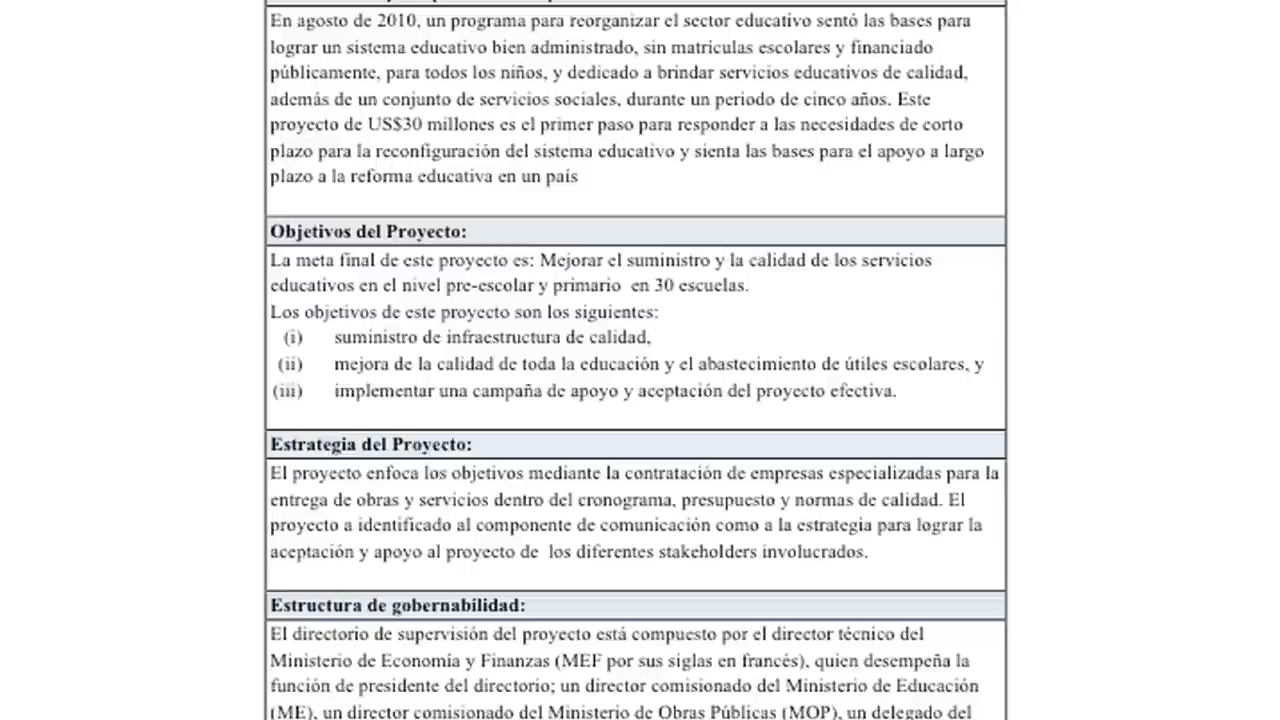 En agosto de 2010, un programa para reorganizar el sector educativo sentó las bases para
lograr un sistema educativo bien administrado, sin matriculas escolares y financiado
públicamente, para todos los niños, y dedicado a brindar servicios educativos de calidad,
además de un conjunto de servicios sociales, durante un periodo de cinco años. Este
proyecto de US$30 millones es el primer paso para responder a las necesidades de corto
plazo para la reconfiguración del sistema educativo y sienta las bases para el apoyo a largo
plazo a la reforma educativa en un país
Objetivos del Proyecto:
La meta final de este proyecto es: Mejorar el suministro y la calidad de los servicios
educativos en el nivel pre-escolar y primario en 30 escuelas.
Los objetivos de este proyecto son los siguientes:
(i) suministro de infraestructura de calidad,
(ii) mejora de la calidad de toda la educación y el abastecimiento de útiles escolares, y
(iii) implementar una campaña de apoyo y aceptación del proyecto efectiva.
Estrategia del Proyecto:
El proyecto enfoca los objetivos mediante la contratación de empresas especializadas para la
entrega de obras y servicios dentro del cronograma, presupuesto y normas de calidad. El
proyecto a identificado al componente de comunicación como a la estrategia para lograr la
aceptación y apoyo al proyecto de los diferentes stakeholders involucrados.
Estructura de gobernabilidad:
El directorio de supervisión del proyecto está compuesto por el director técnico del
Ministerio de Economía y Finanzas (MEF por sus siglas en francés), quien desempeña la
función de presidente del directorio; un director comisionado del Ministerio de Educación
(ME), un director comisionado del Ministerio de Obras Públicas (MOP), un delegado del